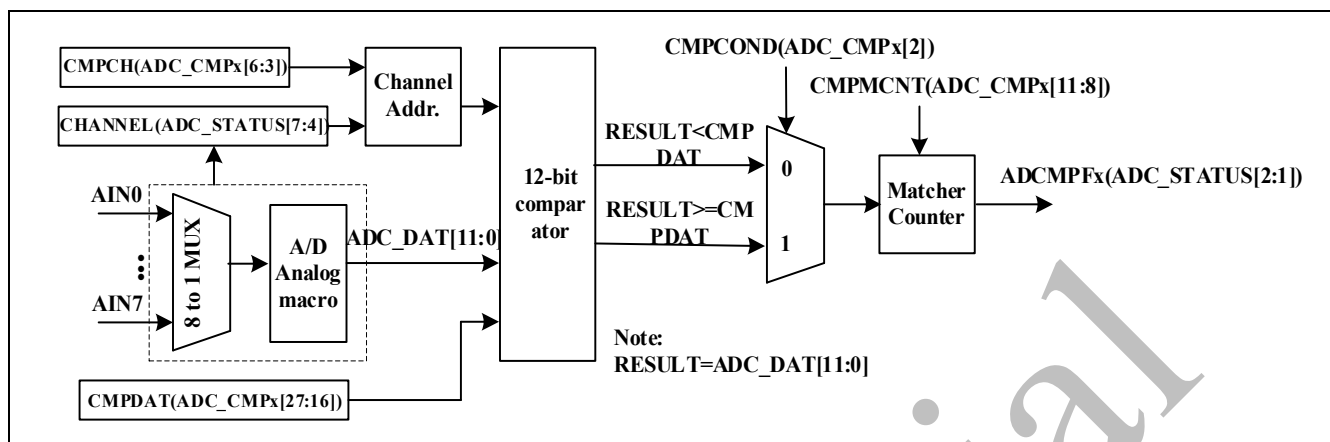 CMPCH(ADC_CMPx[6:3])
CHANNEL(ADC_STATUS[7:4])
Channel
Addr.
AIN0
...
AIN7
8 to 1 MUX
A/D
Analog
macro
ADC_DAT[11:0]
CMPDAT(ADC_CMPx[27:16])
12-bit
compar
ator
CMPCOND(ADC_CMPx[2])
CMPMCNT(ADC_CMPx[11:8])
RESULT<CMP
DAT
RESULT>=CM
PDAT
0
1
Matcher
Counter
ADCMPFx(ADC_STATUS[2:1])
Note:
RESULT=ADC_DAT[11:0]
ial